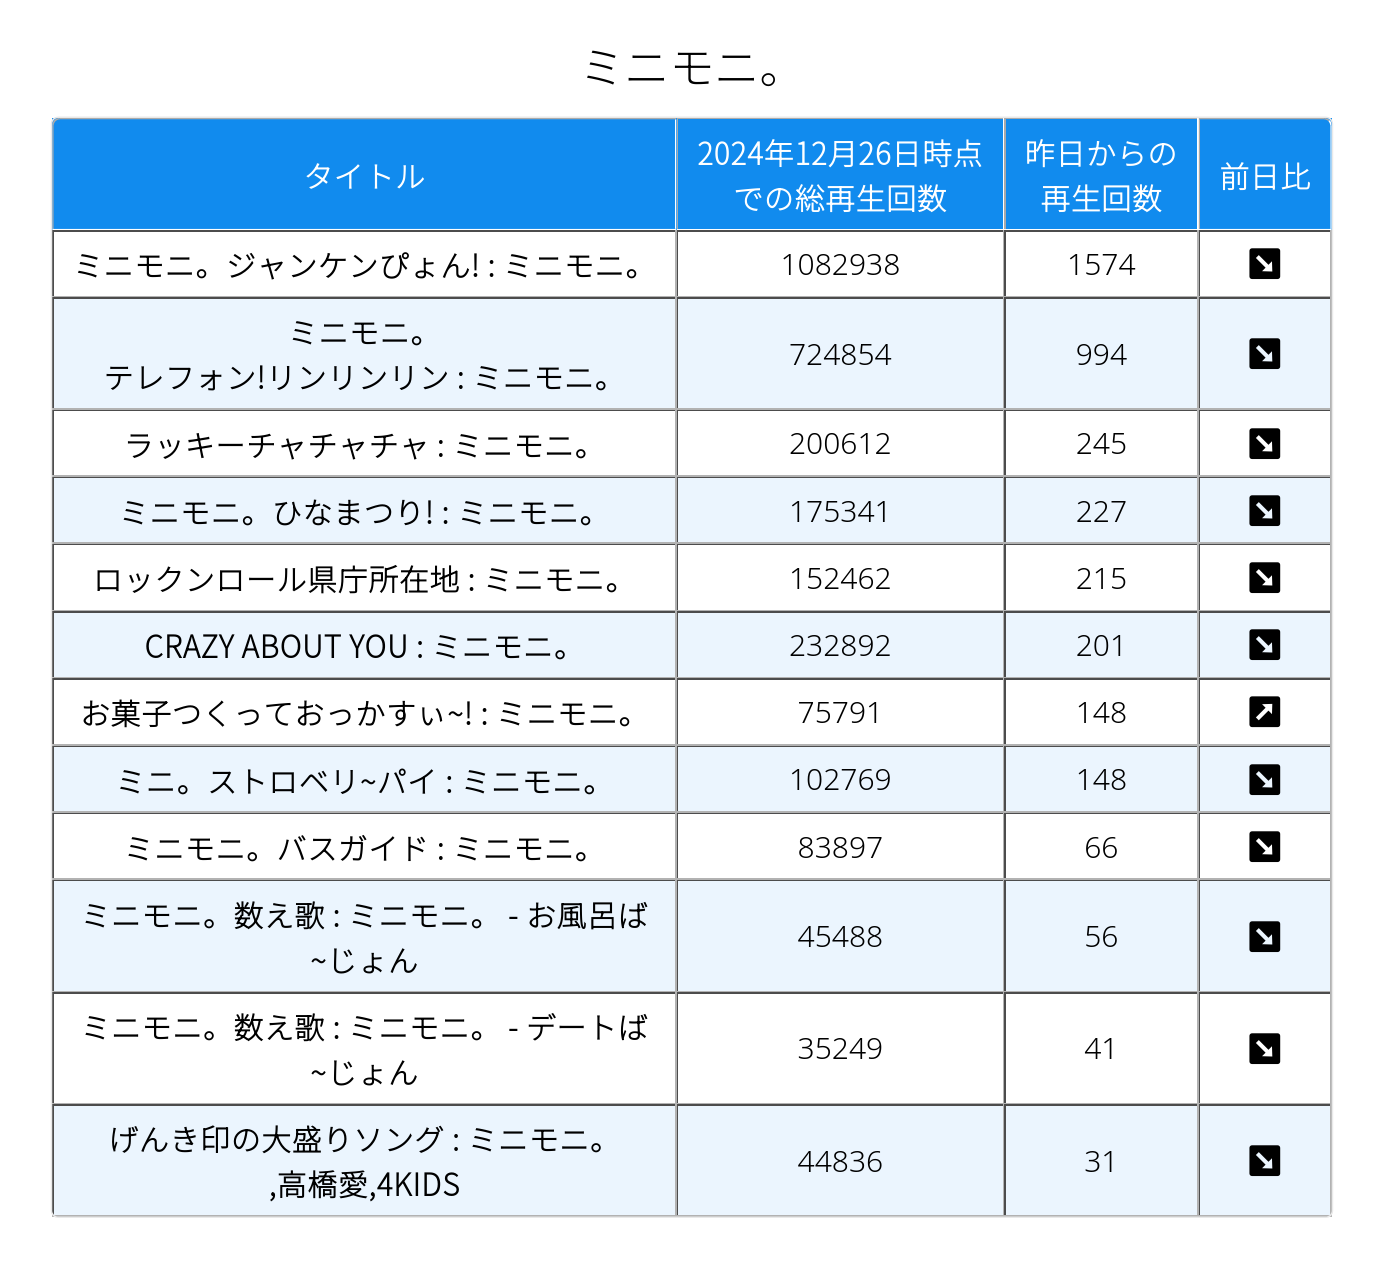 ミニモニ。
タイトル
2024年12月26日時点
での総再生回数
昨日からの
再生回数
前日比
ミニモニ。ジャンケンぴょん! : ミニモニ。
1082938
1574
ミニモニ。
テレフォン!リンリンリン : ミニモニ。
724854
994
ラッキーチャチャチャ : ミニモニ。
200612
245
ミニモニ。ひなまつり! : ミニモニ。
175341
227
ロックンロール県庁所在地 : ミニモニ。
152462
215
CRAZY ABOUT YOU : ミニモニ。
232892
201
お菓子つくっておっかすぃ~! : ミニモニ。
75791
148
ミニ。ストロベリ~パイ : ミニモニ。
102769
148
ミニモニ。バスガイド : ミニモニ。
83897
66
ミニモニ。数え歌 : ミニモニ。 - お風呂ば
~じょん
45488
56
ミニモニ。数え歌 : ミニモニ。 - デートば
~じょん
35249
41
げんき印の大盛りソング : ミニモニ。
,高橋愛,4KIDS
44836
31